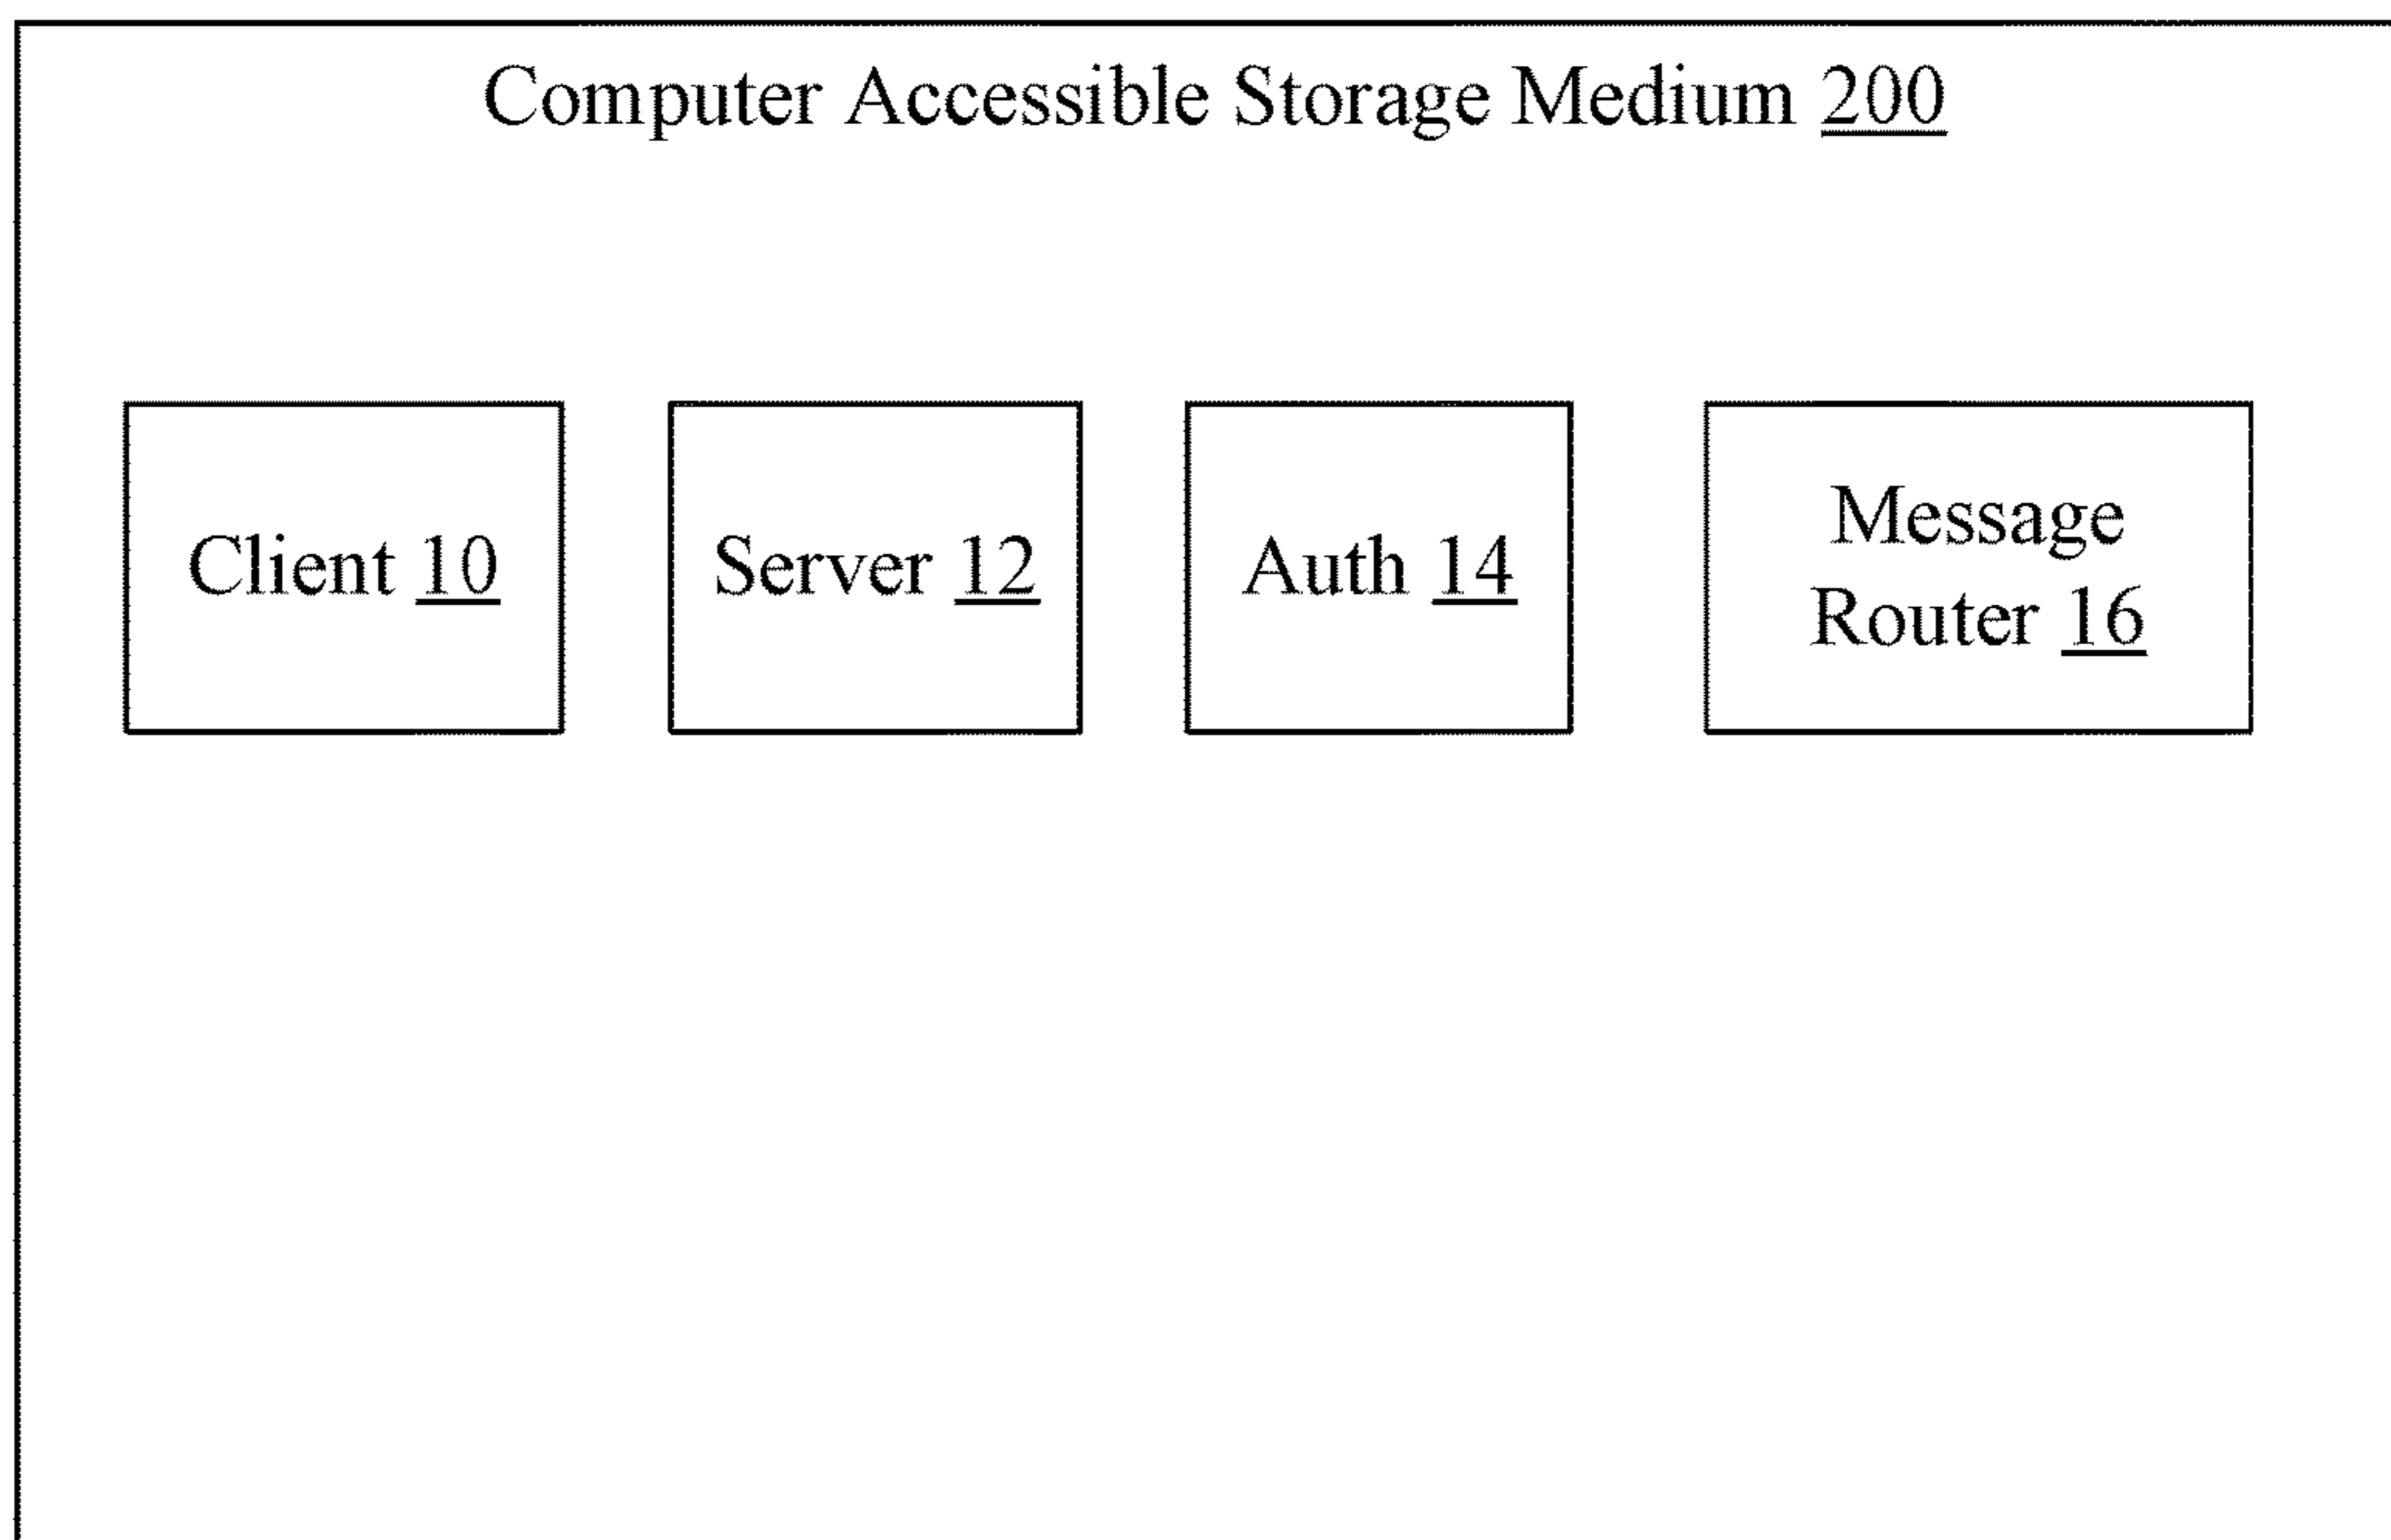 Computer Accessible Storage Medium 200
Client 10
Server 12
Auth 14
Message
Router 16